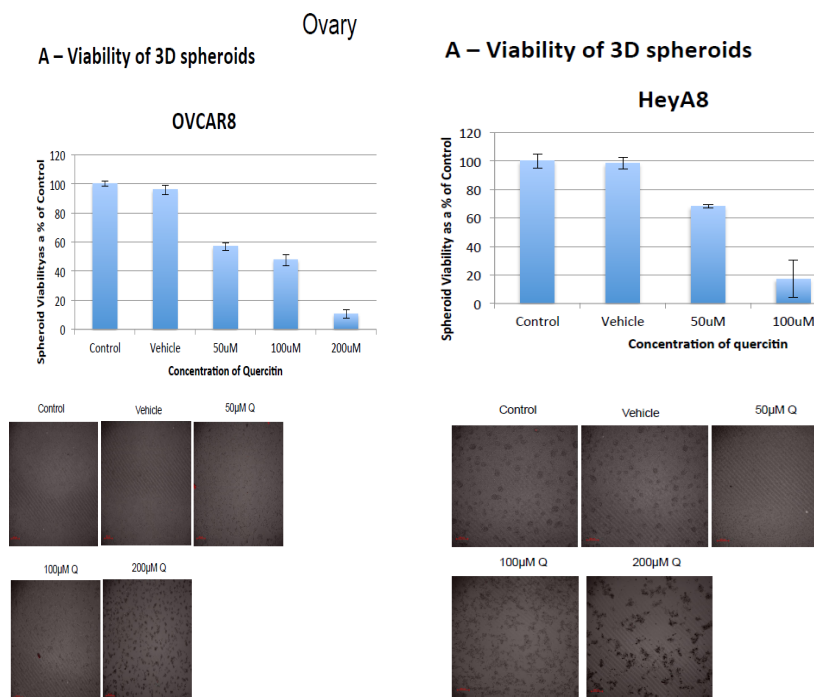 Ovary
A – Viability of 3D spheroids
OVCAR8
Spheroid Viabilityas a % of Control
120
100
80
60
40
20
0
Control Vehicle 50uM 100uM 200uM
Concentration of Quercitin
Control Vehicle 50µM Q
100µM Q 200µM Q
A – Viability of 3D spheroids
HeyA8
Spheroid Viability as a % of Control
120
100
80
60
40
20
0
Control Vehicle 50uM 100uM
Concentration of quercitin
Control Vehicle 50µM Q
100µM Q 200µM Q